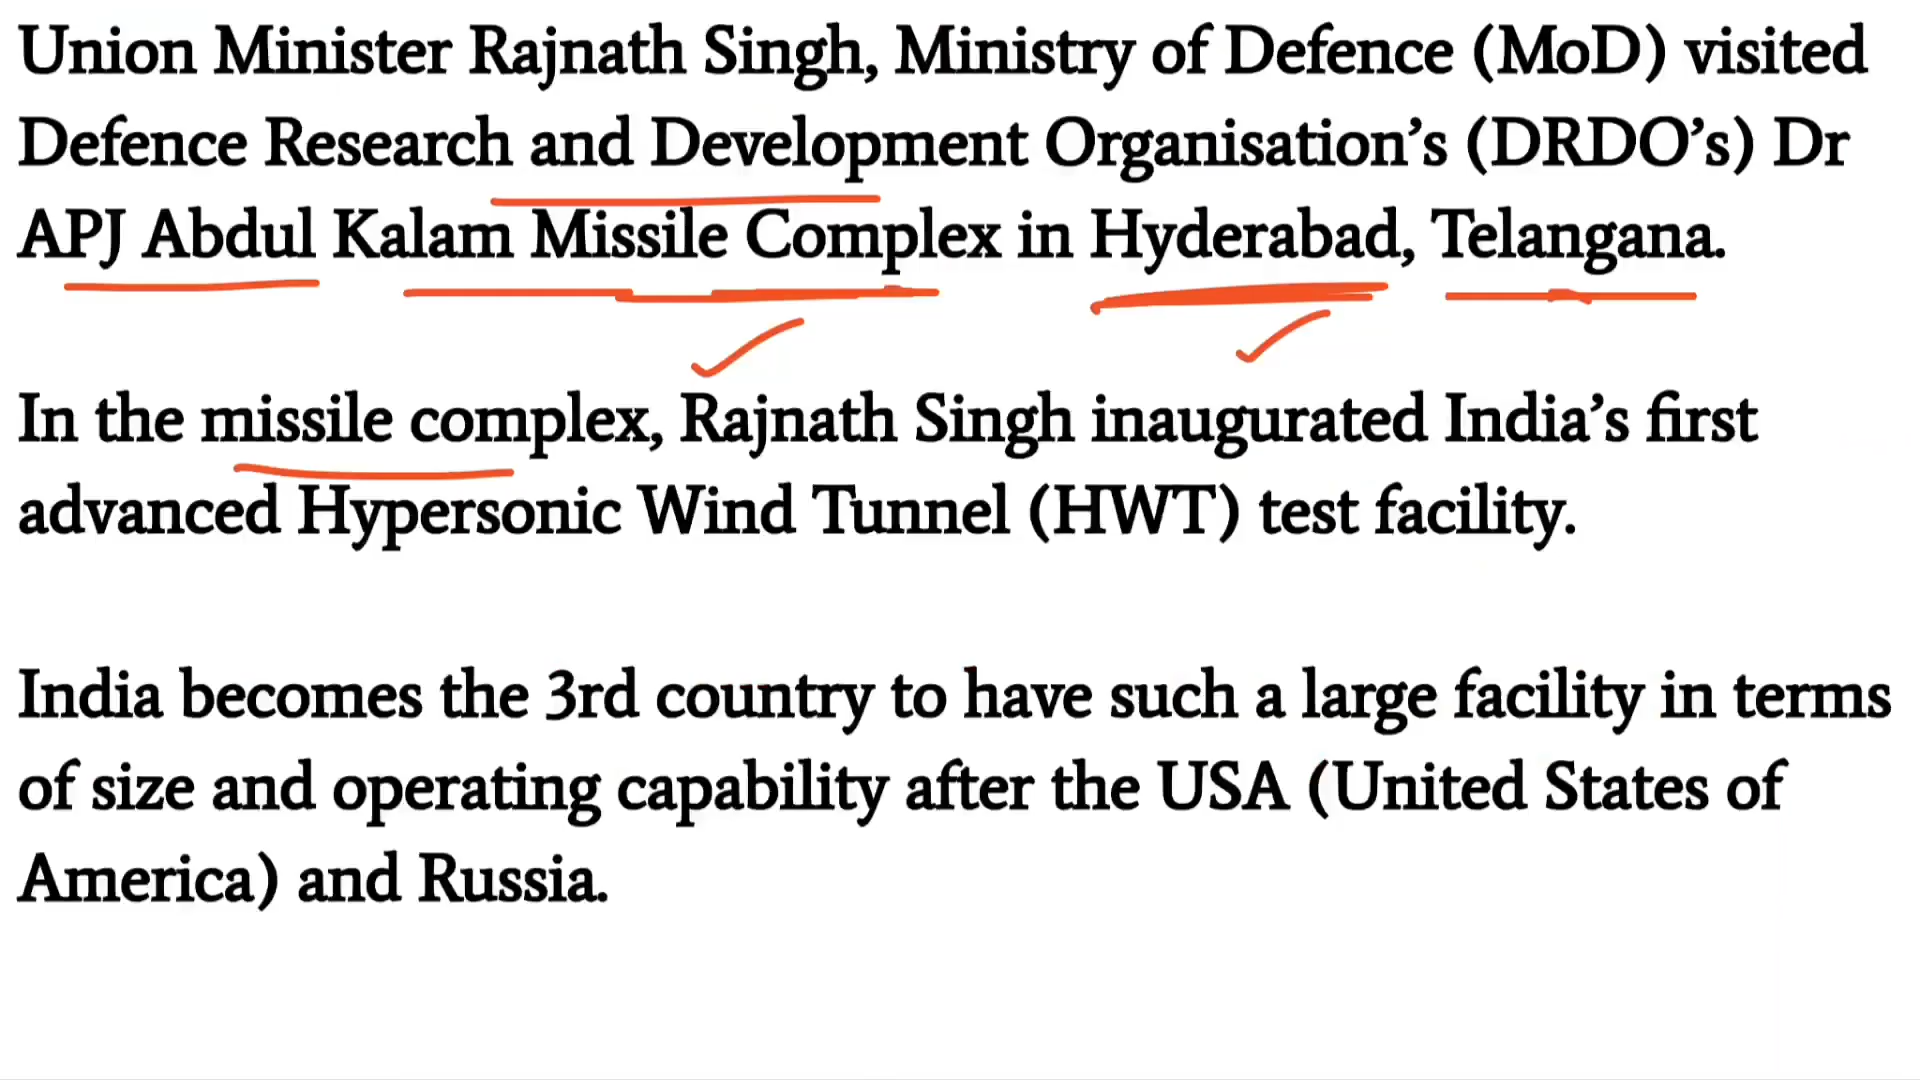 Union Minister Rajnath Singh, Ministry of Defence (MoD) visited
Defence Research and Development Organisation’s (DRDO’s) Dr
APJ Abdul Kalam Missile Complex in Hyderabad, Telangana.
In the missile complex, Rajnath Singh inaugurated India’s first
advanced Hypersonic Wind Tunnel (HWT) test facility.
India becomes the 3rd country to have such a large facility in terms
of size and operating capability after the USA (United States of
America) and Russia.